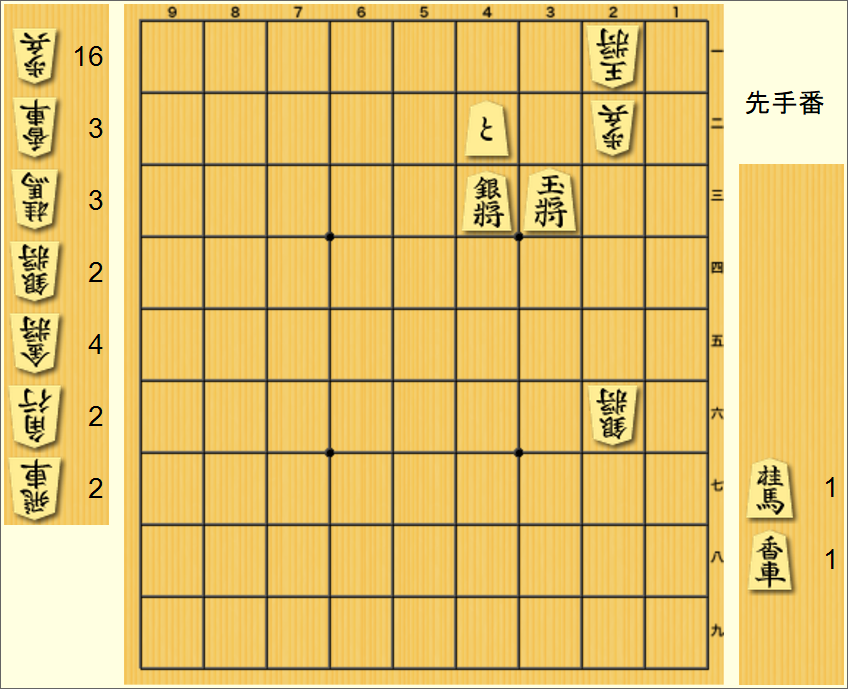 9 8 7 6 5 4 3 2 1
歩兵 16
香車 3
桂馬 3
銀将 2
金将 4
角行 2
飛車 2
王将 一
と 歩兵 二
銀将 玉将 三
四
五
銀将 六
七
八
九
先手番
桂馬 1
香車 1